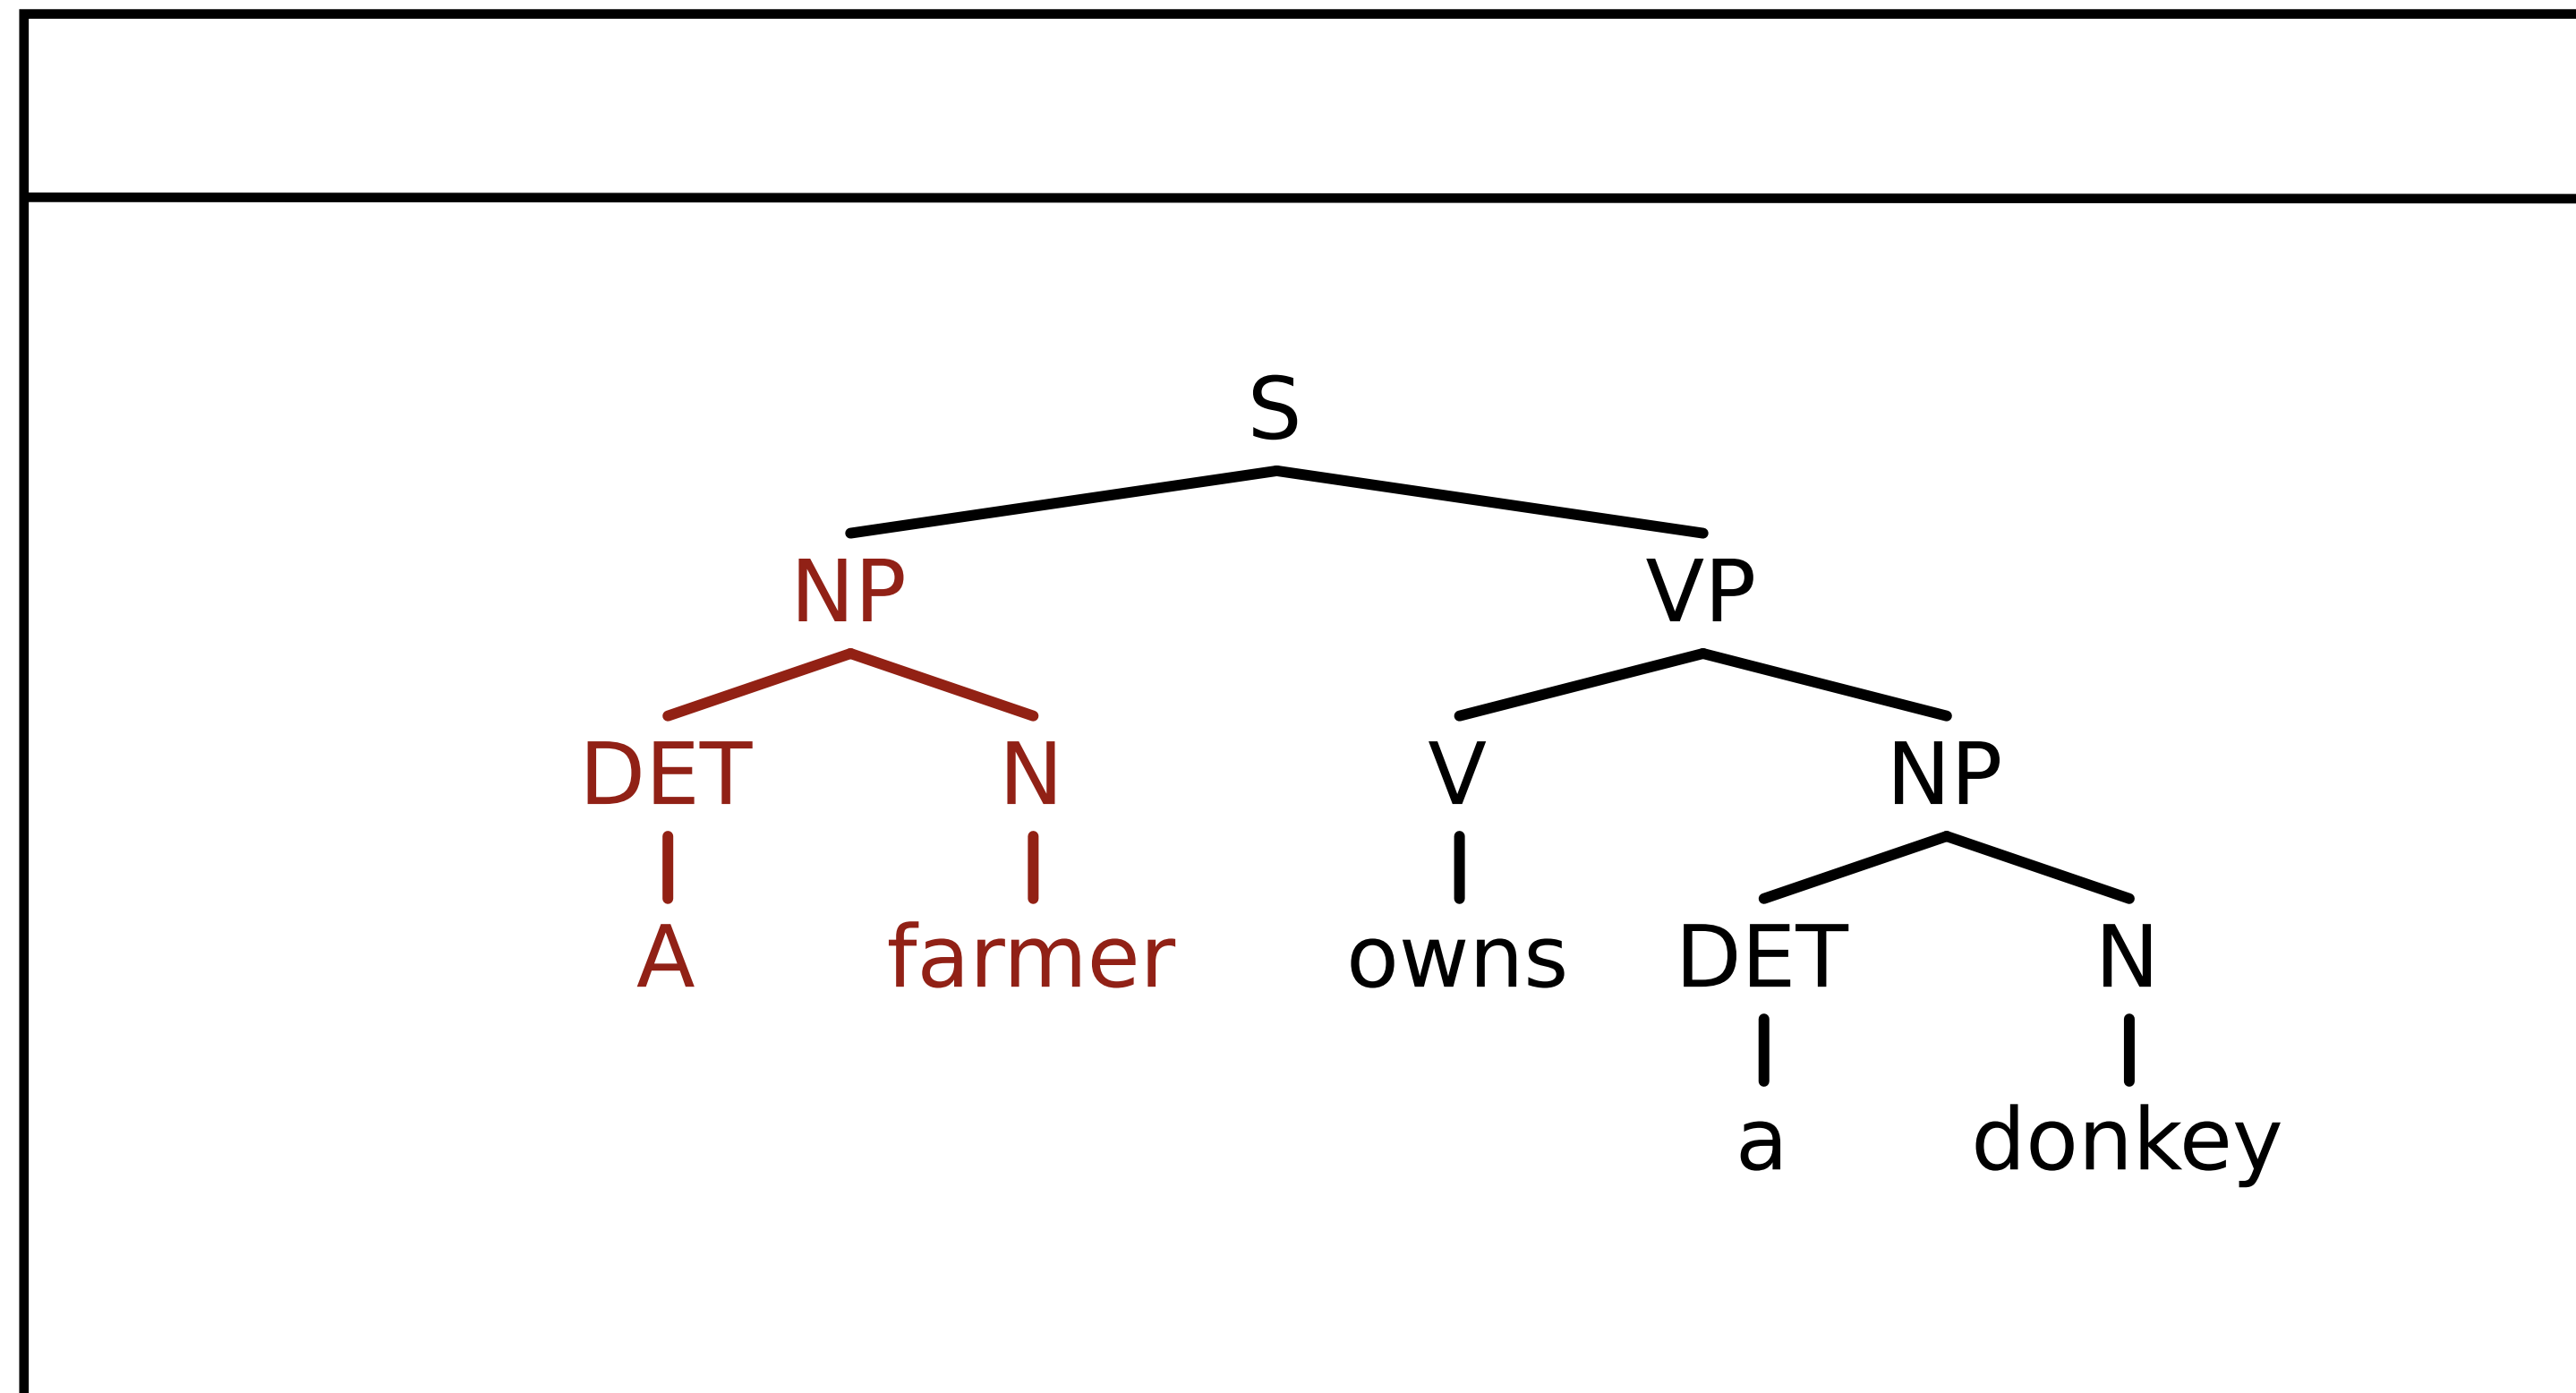 S
NP VP
DET N V NP
A farmer owns DET N
a donkey